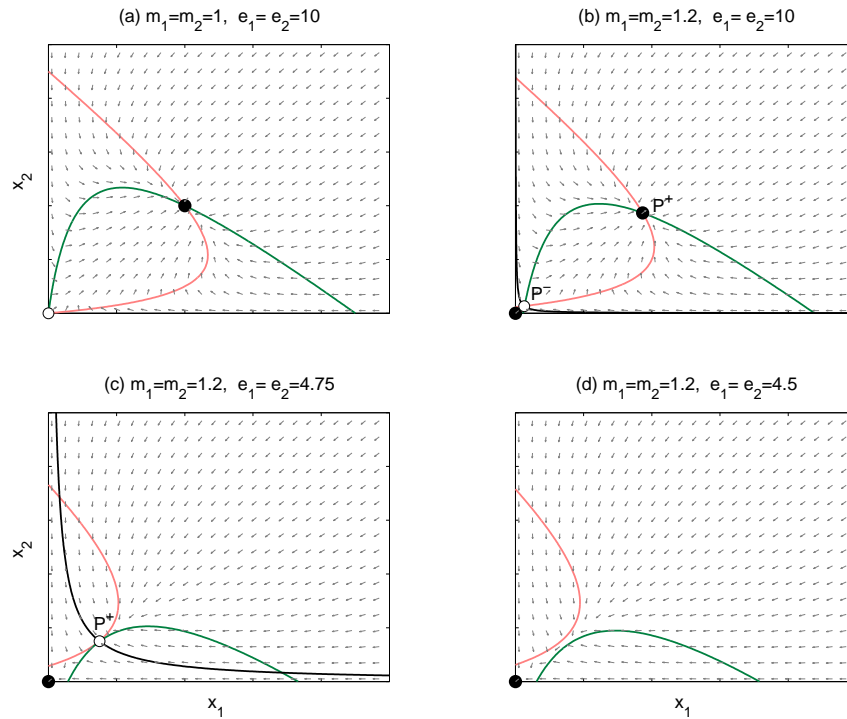 (a) m₁=m₂=1, e₁= e₂=10
(b) m₁=m₂=1.2, e₁= e₂=10
x₂
P⁺
P⁻
(c) m₁=m₂=1.2, e₁= e₂=4.75
(d) m₁=m₂=1.2, e₁= e₂=4.5
x₂
P⁺
x₁
x₁